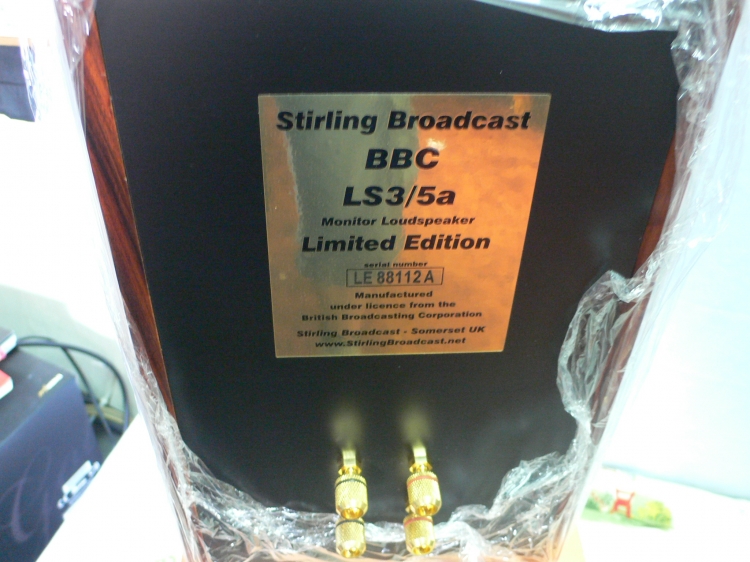 Stirling Broadcast
BBC
LS3/5a
Monitor Loudspeaker
Limited Edition
serial number
LE 88112A
Manufactured
under licence from the
British Broadcasting Corporation
Stirling Broadcast - Somerset UK
www.StirlingBroadcast.net